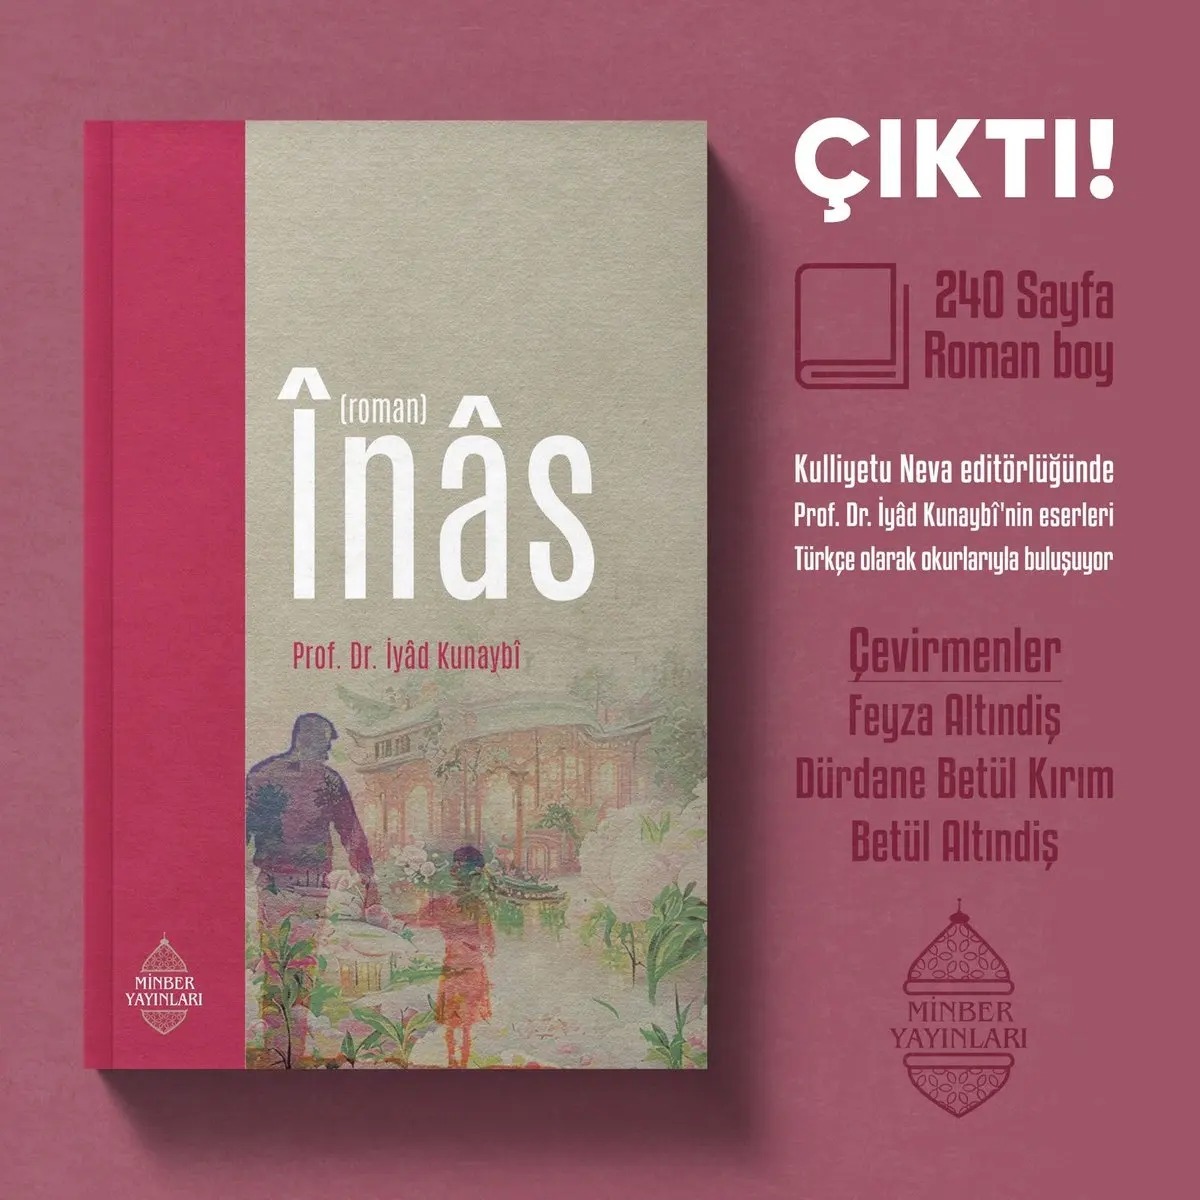 (roman)
Înâs
Prof. Dr. İyâd Kunaybî
MİNBER
YAYINLARI
ÇIKTI!
240 Sayfa
Roman boy
Kulliyetu Neva editörlüğünde
Prof. Dr. İyâd Kunaybî'nin eserleri
Türkçe olarak okurlarıyla buluşuyor
Çevirmenler
Feyza Altındiş
Dürdane Betül Kırım
Betül Altındiş
MİNBER
YAYINLARI